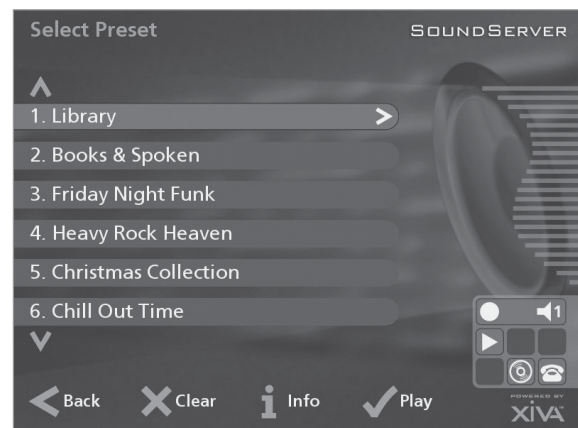 Select Preset
SOUNDSERVER
1. Library
2. Books & Spoken
3. Friday Night Funk
4. Heavy Rock Heaven
5. Christmas Collection
6. Chill Out Time
1
Back Clear Info Play
POWERED BY
XiVA